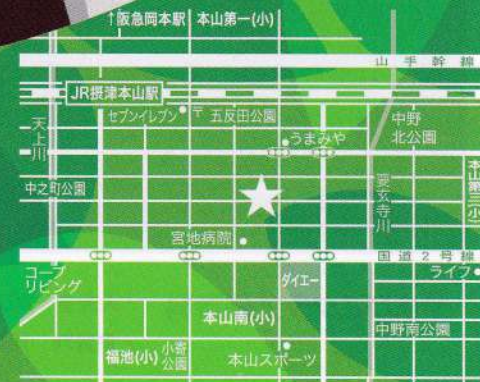 ↑阪急岡本駅
本山第一(小)
山手幹線
JR摂津本山駅
セブンイレブン
〒
五反田公園
中野
北公園
天上川
うまみや
中之町公園
要玄寺川
本山第三(小)
宮地病院
国道2号線
コープ
リビング
ダイエー
ライフ
本山南(小)
中野南公園
福池(小)
小寄
公園
本山スポーツ